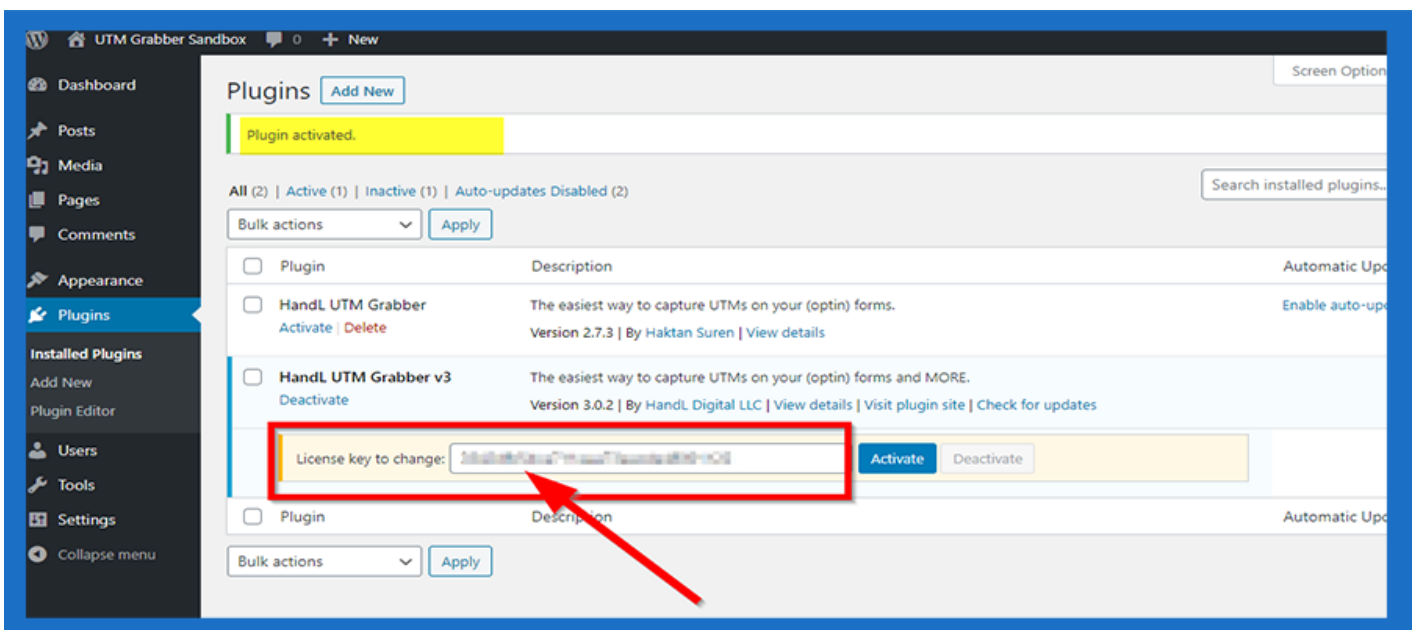 UTM Grabber Sandbox 0 + New
Screen Option
Dashboard
Posts
Media
Pages
Comments
Appearance
Plugins
Installed Plugins
Add New
Plugin Editor
Users
Tools
Settings
Collapse menu
Plugins Add New
Plugin activated.
All (2) | Active (1) | Inactive (1) | Auto-updates Disabled (2)
Search installed plugins..
Bulk actions Apply
Plugin Description Automatic Upd
HandL UTM Grabber The easiest way to capture UTMs on your (optin) forms. Enable auto-upd
Activate | Delete Version 2.7.3 | By Haktan Suren | View details
HandL UTM Grabber v3 The easiest way to capture UTMs on your (optin) forms and MORE.
Deactivate Version 3.0.2 | By HandL Digital LLC | View details | Visit plugin site | Check for updates
License key to change: Activate Deactivate
Plugin Description Automatic Upd
Bulk actions Apply